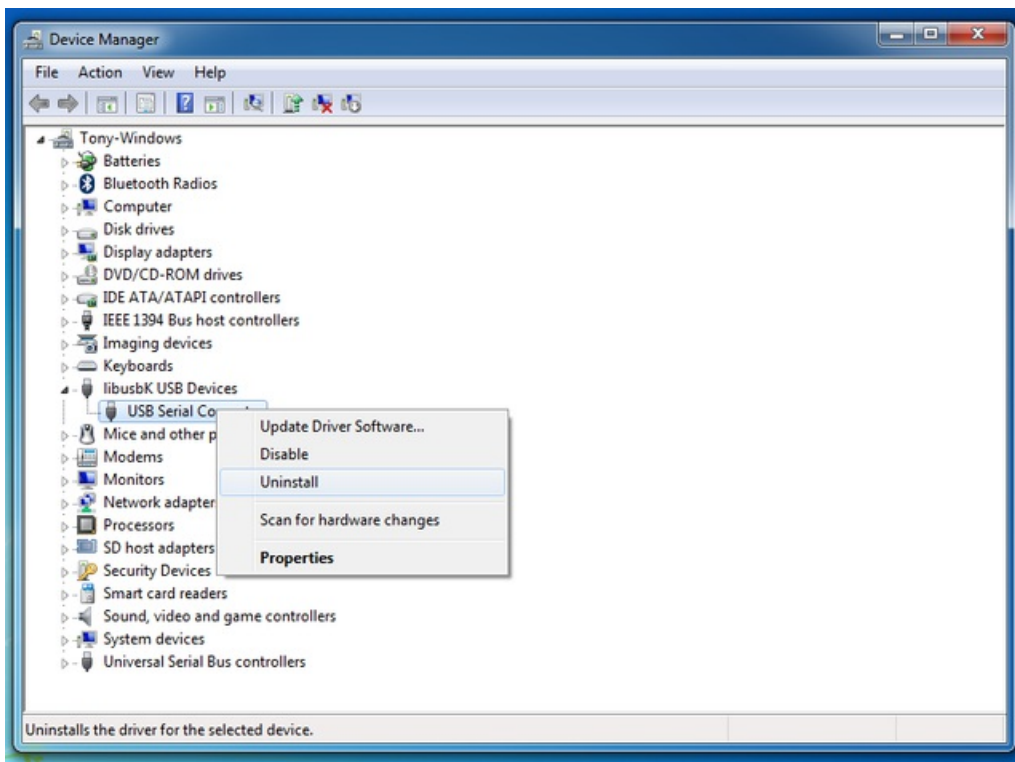 Device Manager
File Action View Help
Tony-Windows
Batteries
Bluetooth Radios
Computer
Disk drives
Display adapters
DVD/CD-ROM drives
IDE ATA/ATAPI controllers
IEEE 1394 Bus host controllers
Imaging devices
Keyboards
libusbK USB Devices
USB Serial
Update Driver Software...
Mice and other
Disable
Modems
Monitors
Uninstall
Network adapter
Processors
Scan for hardware changes
SD host adapters
Properties
Security Devices
Smart card readers
Sound, video and game controllers
System devices
Universal Serial Bus controllers
Uninstalls the driver for the selected device.